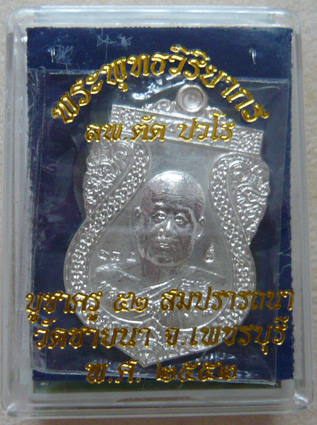 พระพุทธวิริยากร
ลพ.ตัด ปวโร
บูชาครู ๕๒ สมปรารถนา
วัดชายนา จ.เพชรบุรี
พ.ศ. ๒๕๕๒